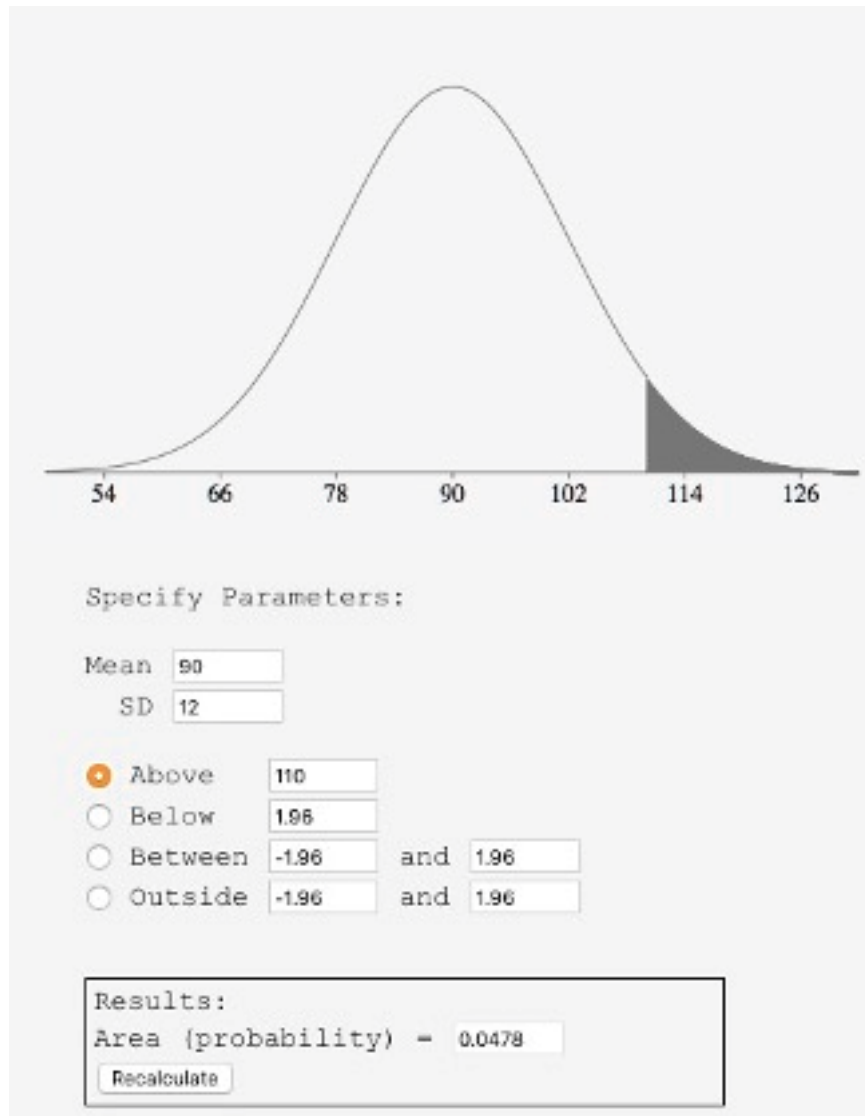 54 66 78 90 102 114 126
Specify Parameters:
Mean 90
SD 12
Above 110
Below 1.96
Between -1.96 and 1.96
Outside -1.96 and 1.96
Results:
Area (probability) = 0.0478
Recalculate